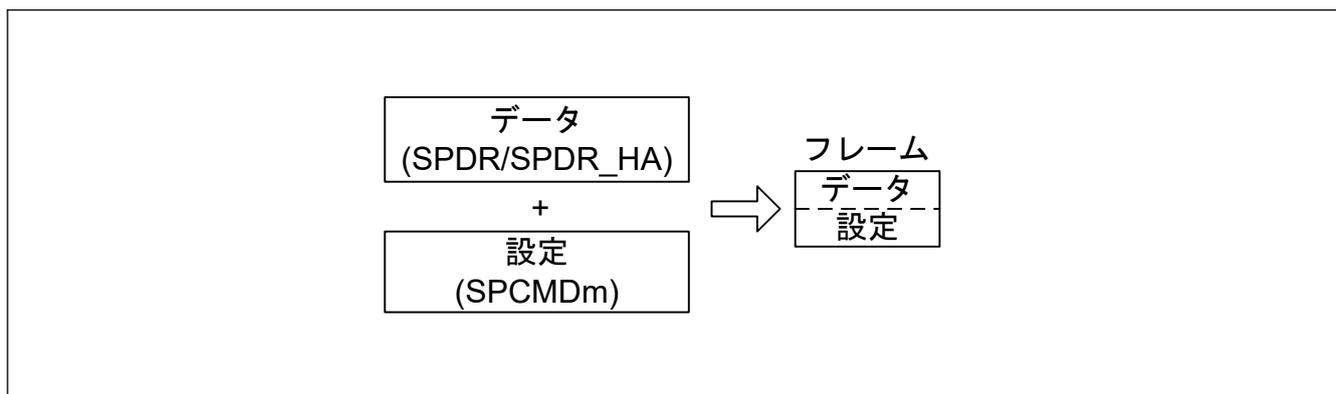 データ
(SPDR/SPDR_HA)
+
設定
(SPCMDm)
フレーム
データ
設定